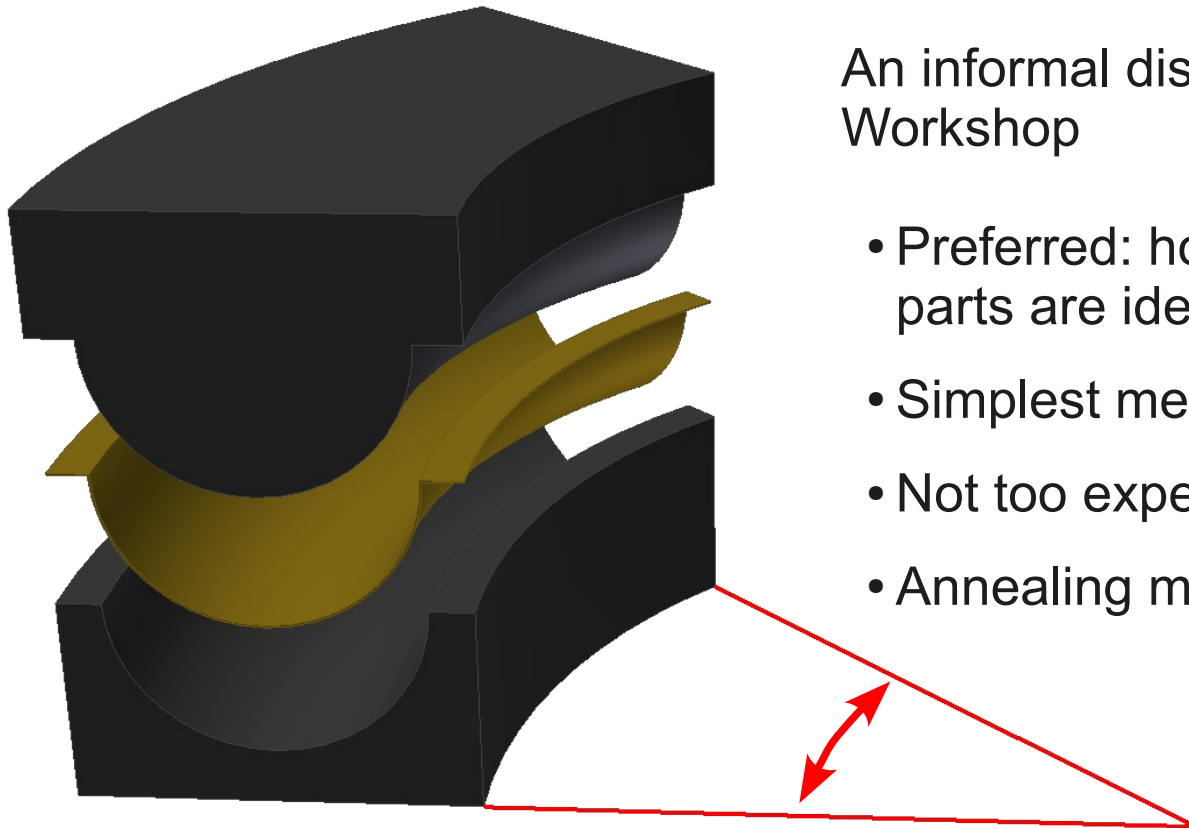 An informal dis
Workshop
• Preferred: ho
parts are ide
• Simplest me
• Not too expe
• Annealing m